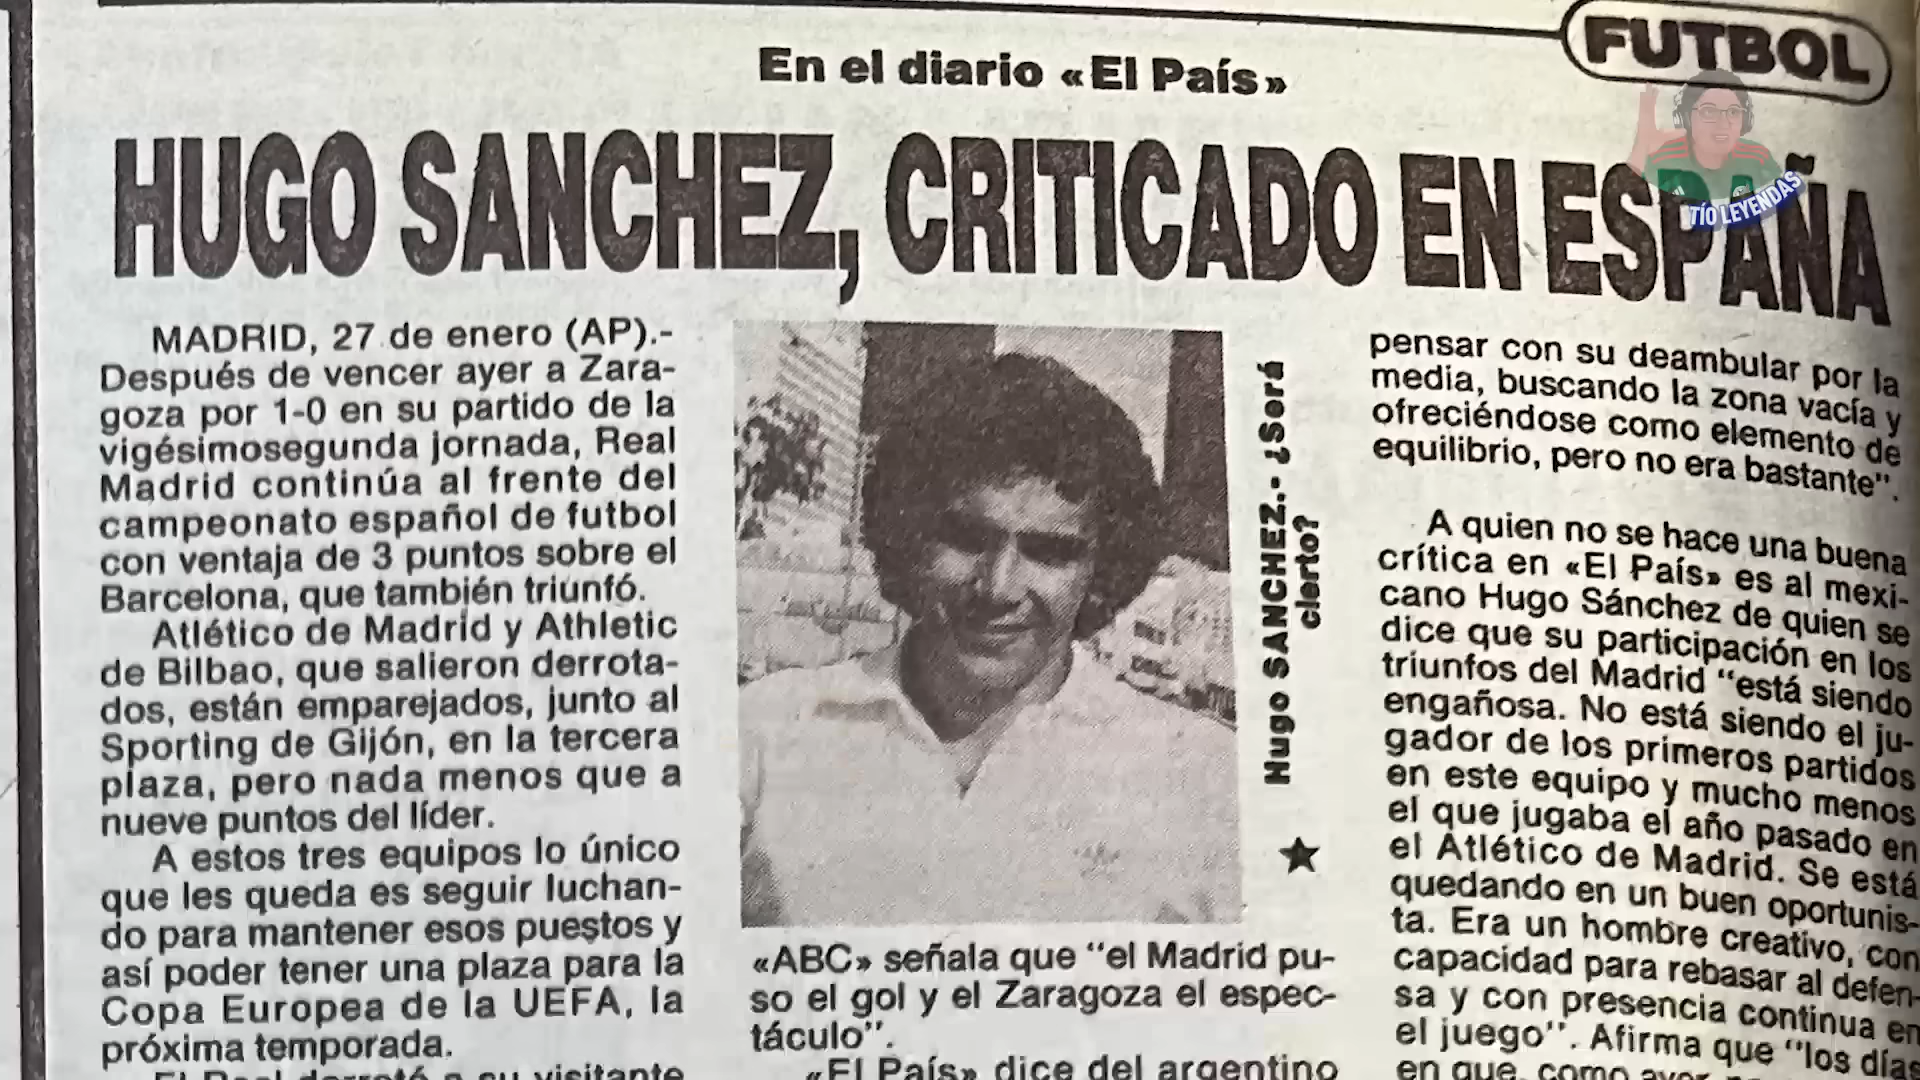 FUTBOL
En el diario «El País»
HUGO SANCHEZ, CRITICADO EN ESPAÑA
TÍO LEYENDAS
MADRID, 27 de enero (AP).-
Después de vencer ayer a Zara-
goza por 1-0 en su partido de la
vigésimosegunda jornada, Real
Madrid continúa al frente del
campeonato español de futbol
con ventaja de 3 puntos sobre el
Barcelona, que también triunfó.
Atlético de Madrid y Athletic
de Bilbao, que salieron derrota-
dos, están emparejados, junto al
Sporting de Gijón, en la tercera
plaza, pero nada menos que a
nueve puntos del líder.
A estos tres equipos lo único
que les queda es seguir luchan-
do para mantener esos puestos y
así poder tener una plaza para la
Copa Europea de la UEFA, la
próxima temporada.
El Real derrotó a su visitante
Hugo SANCHEZ.- ¿Será
cierto?
«ABC» señala que "el Madrid pu-
so el gol y el Zaragoza el espec-
táculo".
«El País» dice del argentino
pensar con su deambular por la
media, buscando la zona vacía y
ofreciéndose como elemento de
equilibrio, pero no era bastante".
A quien no se hace una buena
crítica en «El País» es al mexi-
cano Hugo Sánchez de quien se
dice que su participación en los
triunfos del Madrid "está siendo
engañosa. No está siendo el ju-
gador de los primeros partidos
en este equipo y mucho menos
el que jugaba el año pasado en
el Atlético de Madrid. Se está
quedando en un buen oportunis-
ta. Era un hombre creativo, con
capacidad para rebasar al defen-
sa y con presencia continua en
el juego". Afirma que "los días
en que, como ayer